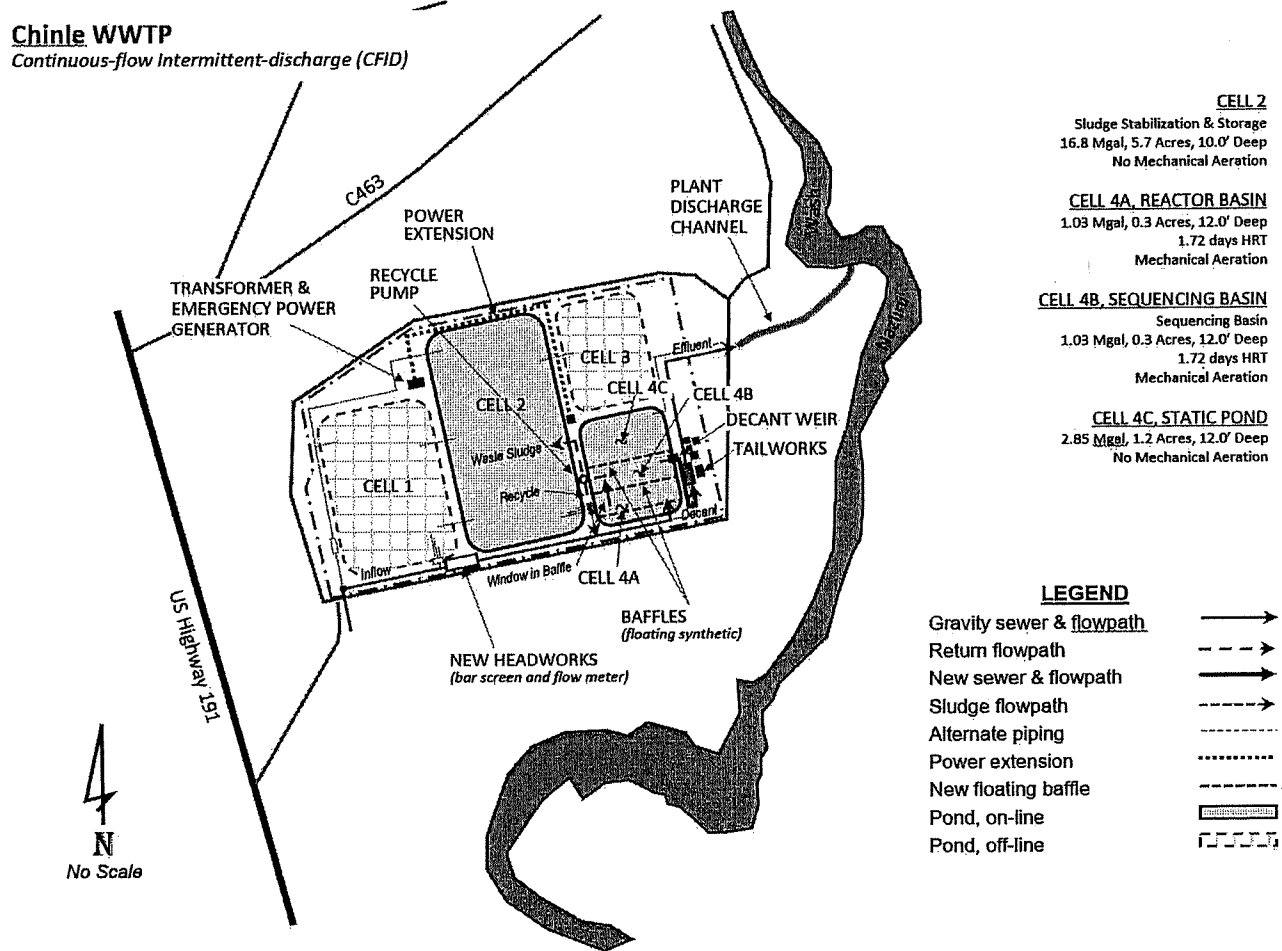 Chinle WWTP
Continuous-flow Intermittent-discharge (CFID)
CELL 2
Sludge Stabilization & Storage
16.8 Mgal, 5.7 Acres, 10.0' Deep
No Mechanical Aeration
CELL 4A, REACTOR BASIN
1.03 Mgal, 0.3 Acres, 12.0' Deep
1.72 days HRT
Mechanical Aeration
CELL 4B, SEQUENCING BASIN
Sequencing Basin
1.03 Mgal, 0.3 Acres, 12.0' Deep
1.72 days HRT
Mechanical Aeration
CELL 4C, STATIC POND
2.85 Mgal, 1.2 Acres, 12.0' Deep
No Mechanical Aeration
C463
POWER
EXTENSION
PLANT
DISCHARGE
CHANNEL
Wash
RECYCLE
PUMP
TRANSFORMER &
EMERGENCY POWER
GENERATOR
Effluent
CELL 3
CELL 4C
CELL 4B
CELL 2
DECANT WEIR
TAILWORKS
Waste Sludge
CELL 1
Recycle
Decant
Inflow
Window in Baffle
CELL 4A
BAFFLES
(floating synthetic)
NEW HEADWORKS
(bar screen and flow meter)
US Highway 191
N
No Scale
LEGEND
Gravity sewer & flowpath
Return flowpath
New sewer & flowpath
Sludge flowpath
Alternate piping
Power extension
New floating baffle
Pond, on-line
Pond, off-line